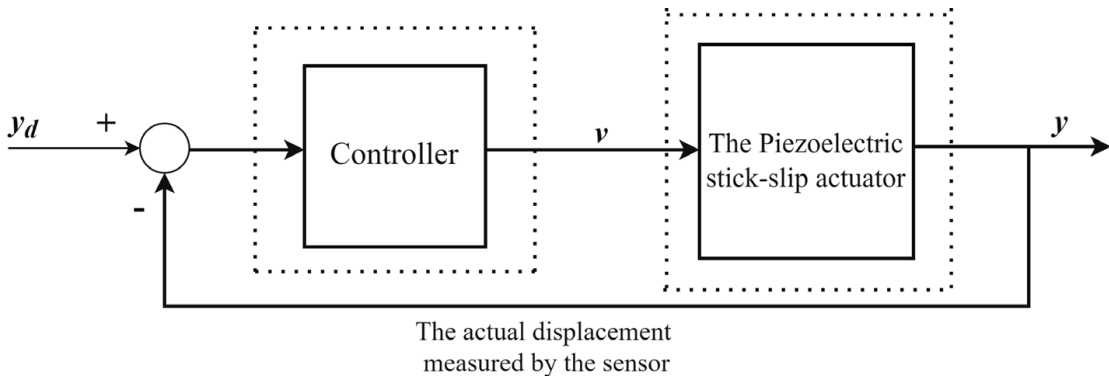 y_d
+
-
Controller
v
The Piezoelectric
stick-slip actuator
y
The actual displacement
measured by the sensor